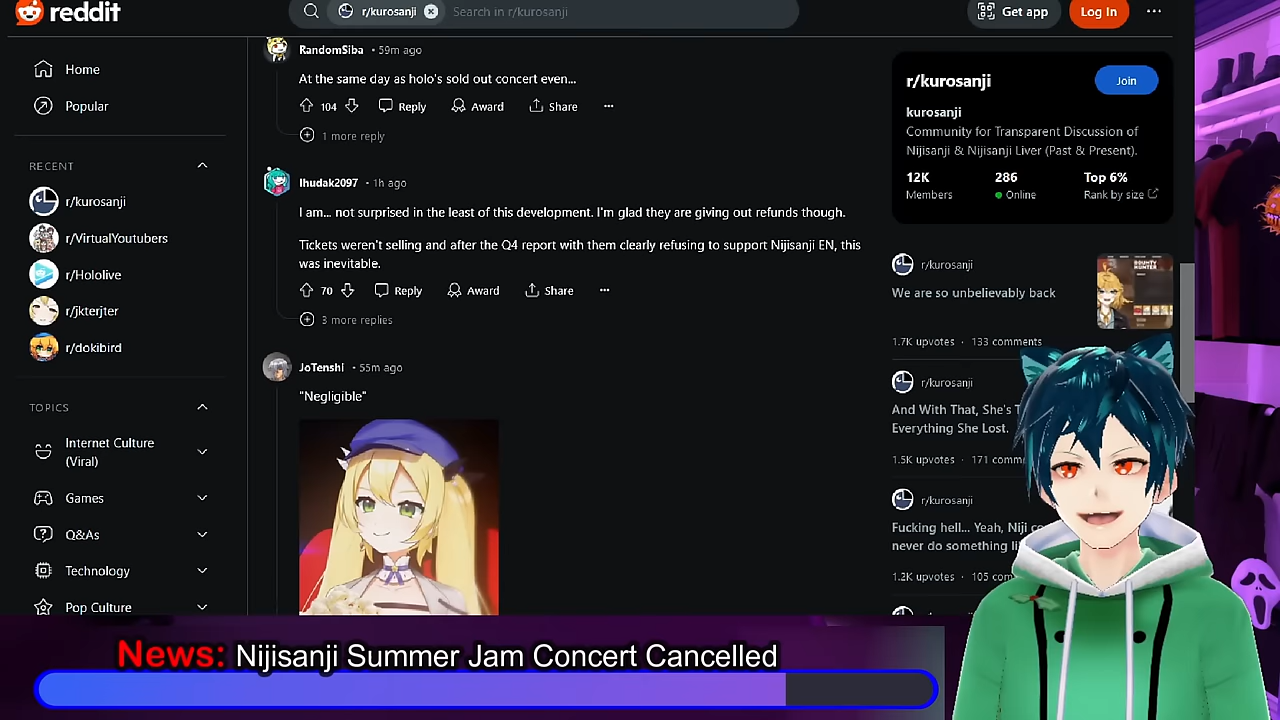 reddit
r/kurosanji
Search in r/kurosanji
Get app
Log In
Home
Popular
RECENT
r/kurosanji
r/VirtualYoutubers
r/Hololive
r/jkterjter
r/dokibird
TOPICS
Internet Culture
(Viral)
Games
Q&As
Technology
Pop Culture
RandomSiba • 59m ago
At the same day as holo's sold out concert even...
104 Reply Award Share
1 more reply
lhudak2097 • 1h ago
I am... not surprised in the least of this development. I'm glad they are giving out refunds though.
Tickets weren't selling and after the Q4 report with them clearly refusing to support Nijisanji EN, this
was inevitable.
70 Reply Award Share
3 more replies
JoTenshi • 55m ago
"Negligible"
r/kurosanji
Join
kurosanji
Community for Transparent Discussion of
Nijisanji & Nijisanji Liver (Past & Present).
12K 286 Top 6%
Members Online Rank by size
r/kurosanji
We are so unbelievably back
BOUNTY
HUNTER
1.7K upvotes · 133 comments
r/kurosanji
And With That, She's
Everything She Lost.
1.5K upvotes · 171
r/kurosanji
Fucking hell... Yeah, Niji
never do something
1.2K upvotes · 105
News: Nijisanji Summer Jam Concert Cancelled